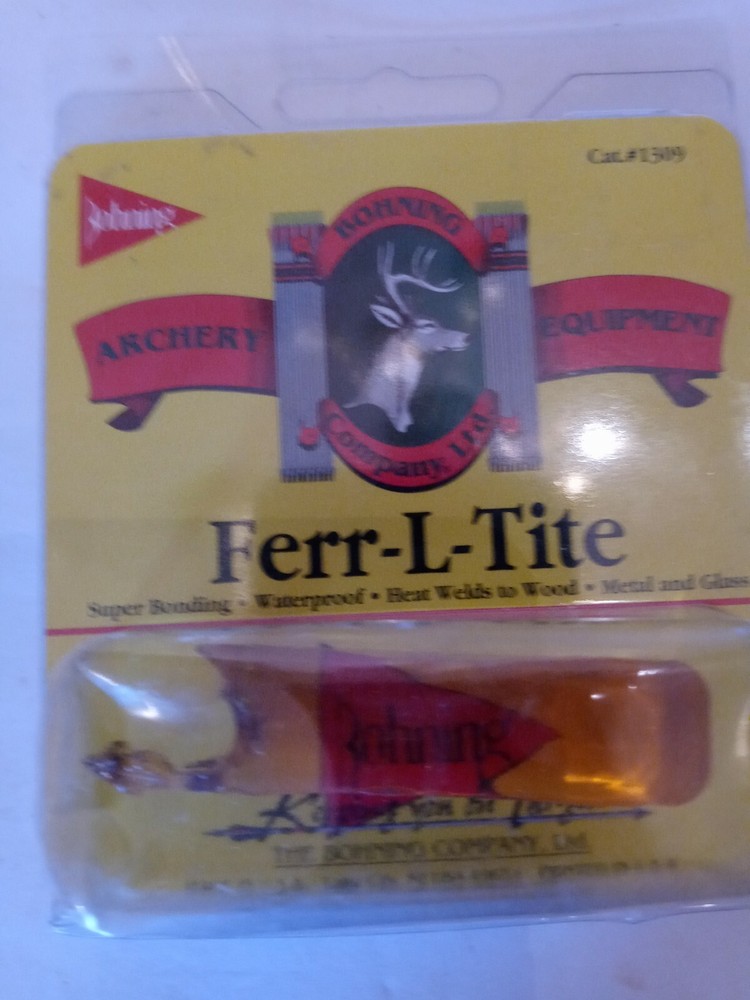 Cat.#1309
Bohning
BOHNING
ARCHERY EQUIPMENT
Company, Ltd.
Ferr-L-Tite
Super Bonding • Waterproof • Heat Welds to Wood • Metal and Glass
Bohning
THE BOHNING COMPANY, Ltd.